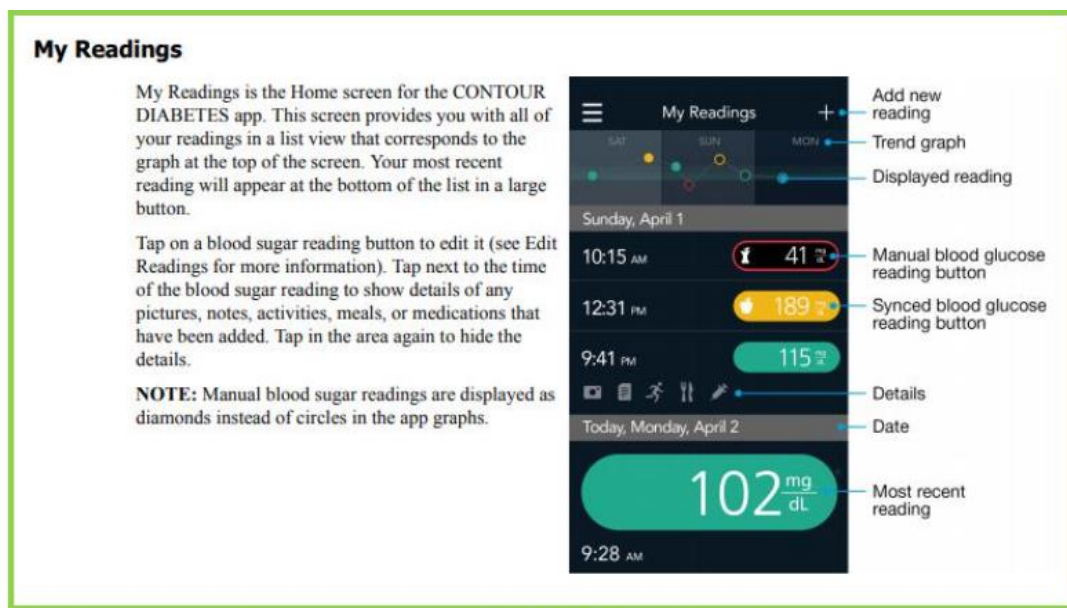 My Readings
My Readings is the Home screen for the CONTOUR
DIABETES app. This screen provides you with all of
your readings in a list view that corresponds to the
graph at the top of the screen. Your most recent
reading will appear at the bottom of the list in a large
button.
Tap on a blood sugar reading button to edit it (see Edit
Readings for more information). Tap next to the time
of the blood sugar reading to show details of any
pictures, notes, activities, meals, or medications that
have been added. Tap in the area again to hide the
details.
NOTE: Manual blood sugar readings are displayed as
diamonds instead of circles in the app graphs.
My Readings +
SAT SUN MON
Sunday, April 1
10:15 AM 41 mg dL
12:31 PM 189 mg dL
9:41 PM 115 mg dL
Today, Monday, April 2
102 mg
dL
9:28 AM
Add new
reading
Trend graph
Displayed reading
Manual blood glucose
reading button
Synced blood glucose
reading button
Details
Date
Most recent
reading